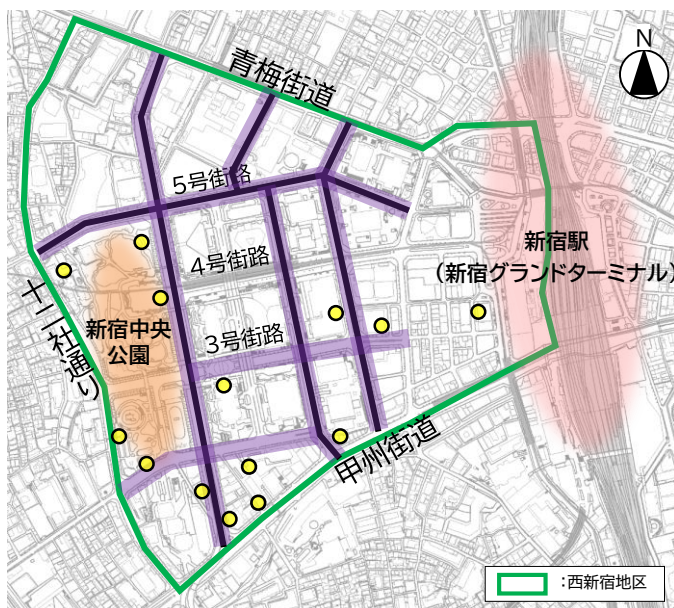 N
青梅街道
5号街路
新宿駅
(新宿グランドターミナル)
4号街路
十二社通り
新宿中央
公園
3号街路
甲州街道
:西新宿地区